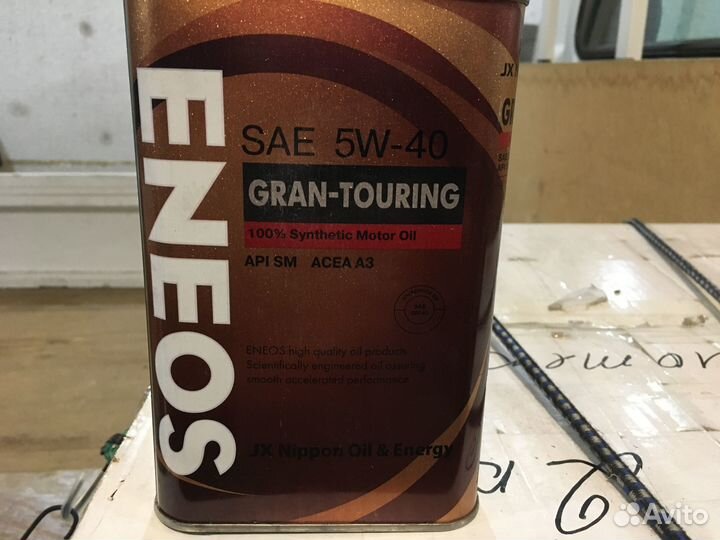 ENEOS
SAE 5W-40
GRAN-TOURING
100% Synthetic Motor Oil
API SM ACEA A3
SAE
ENEOS high quality oil products
Scientifically engineered oil assuring
smooth accelerated performance
JX Nippon Oil & Energy
JX
G
Avito